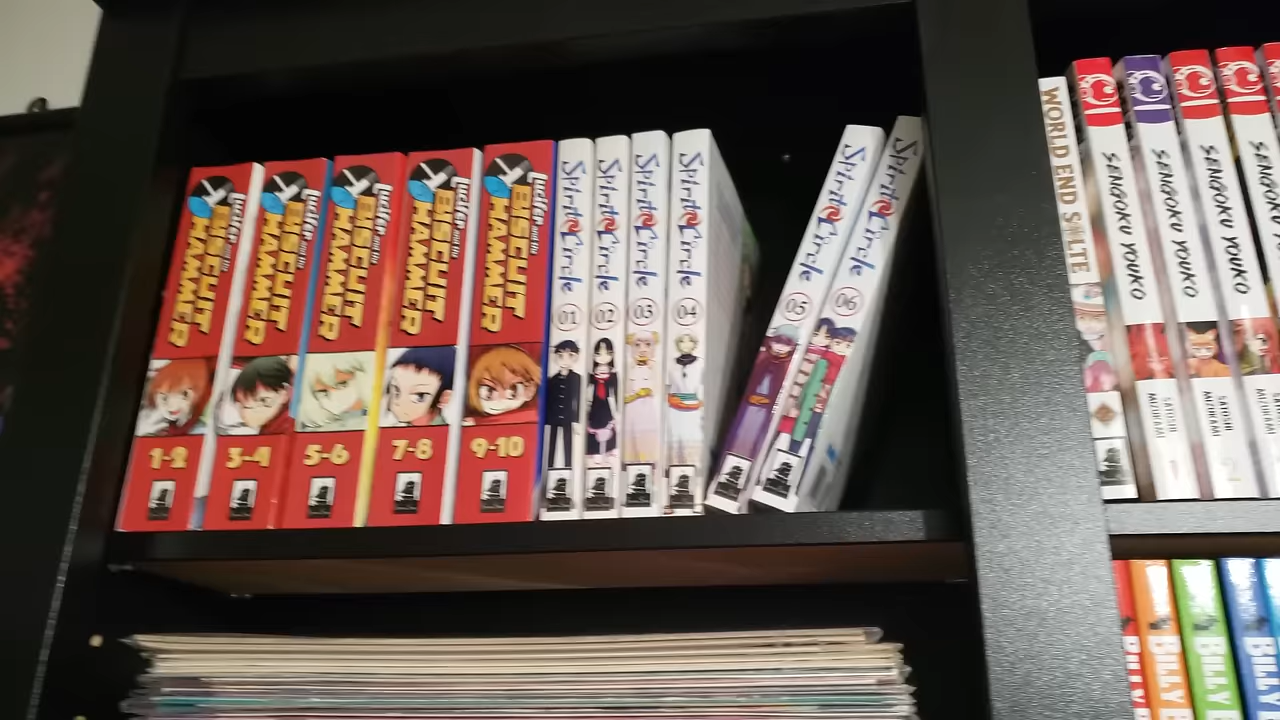 Lucifer and the
BISCUIT
HAMMER
1-2
Lucifer and the
BISCUIT
HAMMER
3-4
Lucifer and the
BISCUIT
HAMMER
5-6
Lucifer and the
BISCUIT
HAMMER
7-8
Lucifer and the
BISCUIT
HAMMER
9-10
Spirit Circle
01
Spirit Circle
02
Spirit Circle
03
Spirit Circle
04
Spirit Circle
05
Spirit Circle
06
WORLD END SOLTE
SENGOKU YOUKO
SATOSHI
MIZUKAMI
1
SENGOKU YOUKO
SATOSHI
MIZUKAMI
2
SENGOKU YOUKO
SENGOKU
BILLY
BILLY
BILLY
BILLY